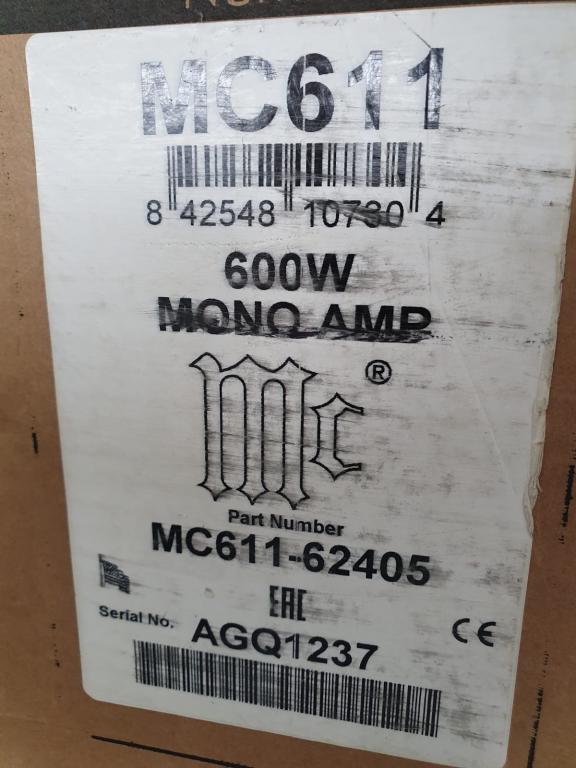 MC611
8 42548 10730 4
600W
MONO AMP
Mc ®
Part Number
MC611-62405
EAC
Serial No. AGQ1237
CE